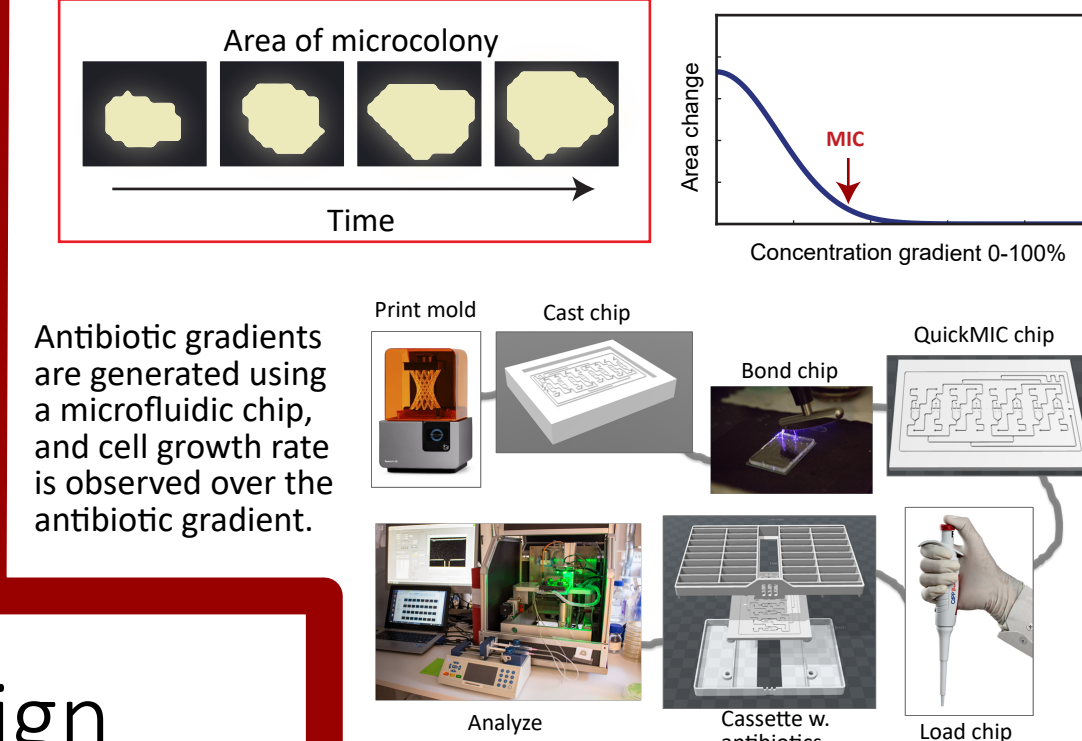 Area of microcolony
Time
Area change
MIC
Concentration gradient 0-100%
Antibiotic gradients
are generated using
a microfluidic chip,
and cell growth rate
is observed over the
antibiotic gradient.
Print mold
Cast chip
Bond chip
QuickMIC chip
Analyze
Cassette w.
antibiotics
Load chip
ign